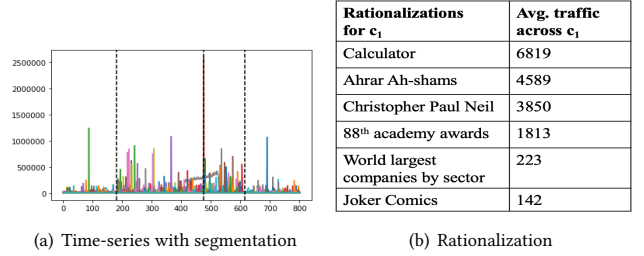 2500000
2000000
1500000
1000000
500000
0
0 100 200 300 400 500 600 700 800
(a) Time-series with segmentation
Rationalizations for c₁ Avg. traffic across c₁
Calculator 6819
Ahrar Ah-shams 4589
Christopher Paul Neil 3850
88th academy awards 1813
World largest companies by sector 223
Joker Comics 142
(b) Rationalization